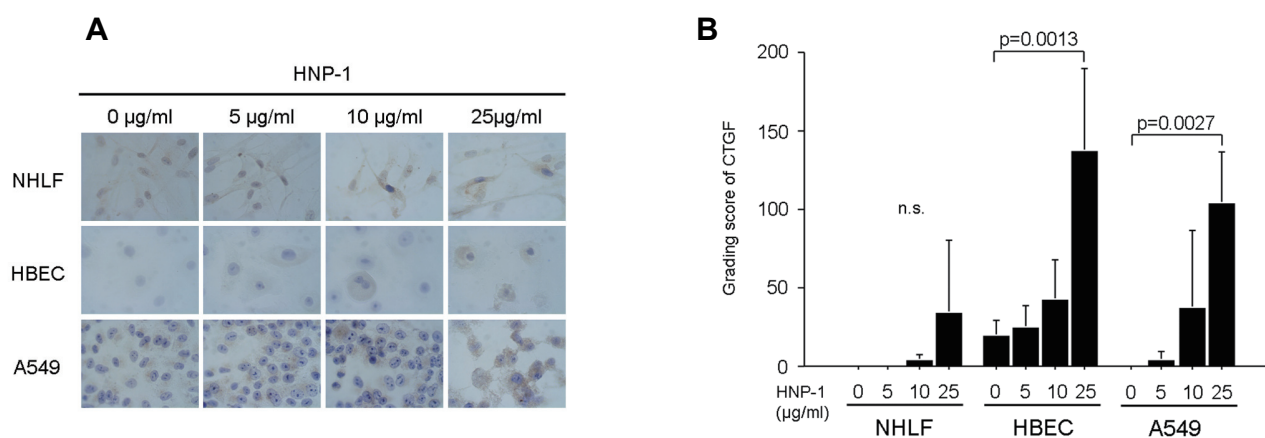 A
HNP-1
0 µg/ml 5 µg/ml 10 µg/ml 25µg/ml
NHLF
HBEC
A549
B
p=0.0013
p=0.0027
n.s.
Grading score of CTGF
200
150
100
50
0
HNP-1 0 5 10 25 0 5 10 25 0 5 10 25
(µg/ml)
NHLF HBEC A549